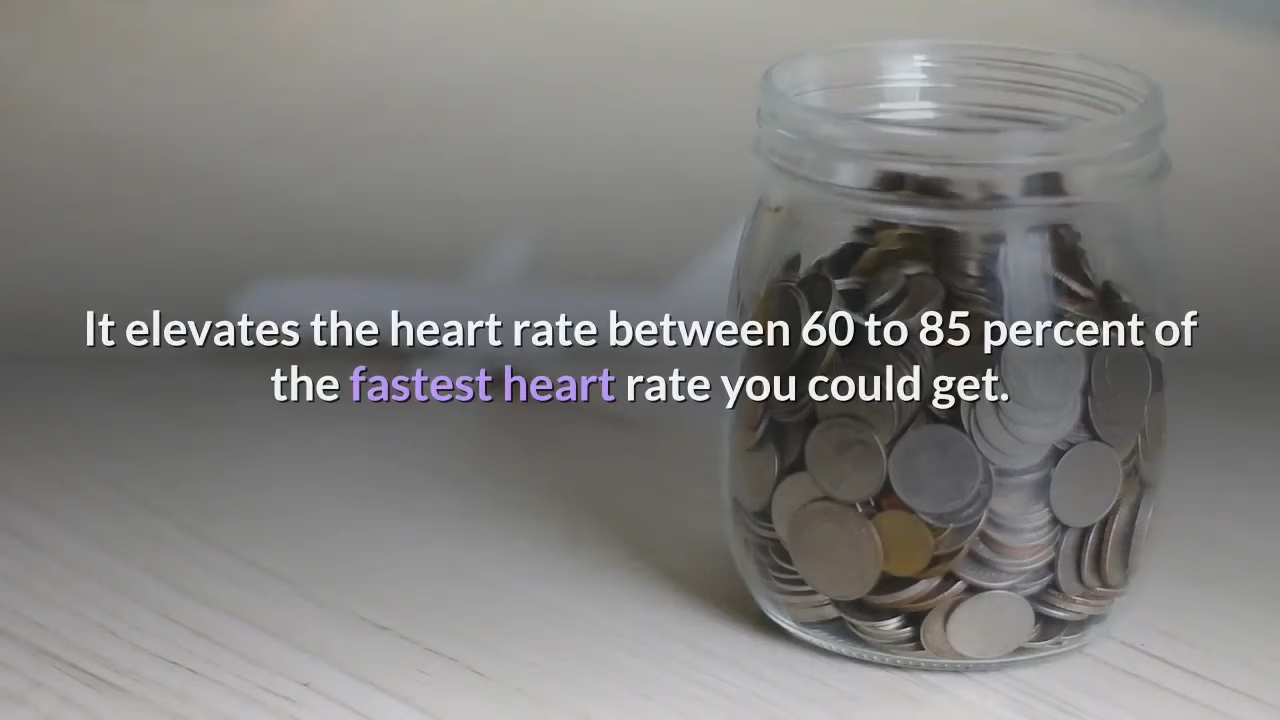 It elevates the heart rate between 60 to 85 percent of
the fastest heart rate you could get.